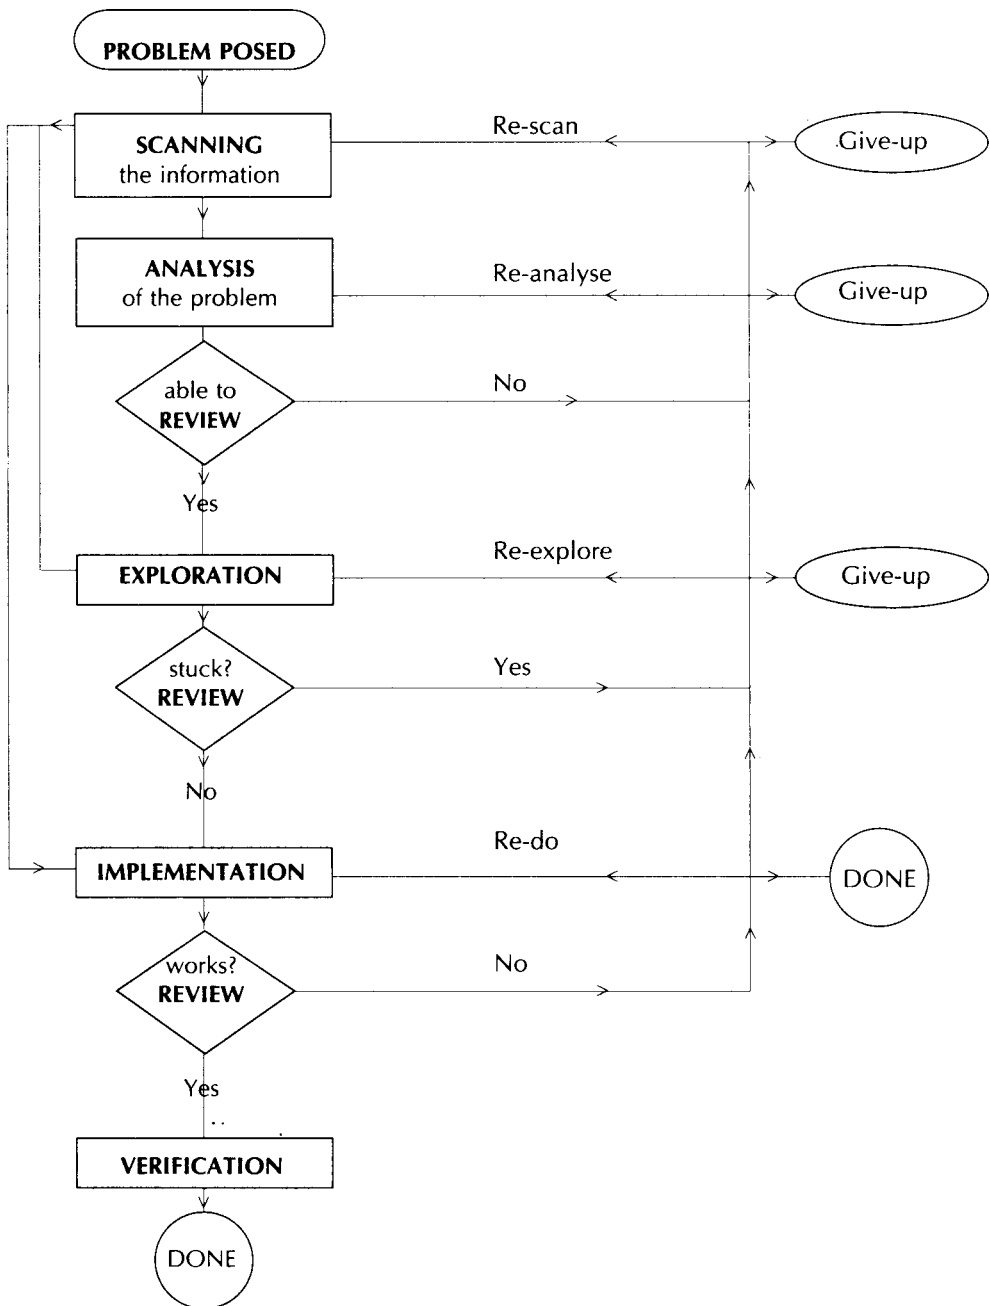 PROBLEM POSED
Re-scan
SCANNING
the information
Give-up
Re-analyse
ANALYSIS
of the problem
Give-up
No
able to
REVIEW
Yes
Re-explore
EXPLORATION
Give-up
stuck?
REVIEW
Yes
No
Re-do
IMPLEMENTATION
DONE
works?
REVIEW
No
Yes
VERIFICATION
DONE